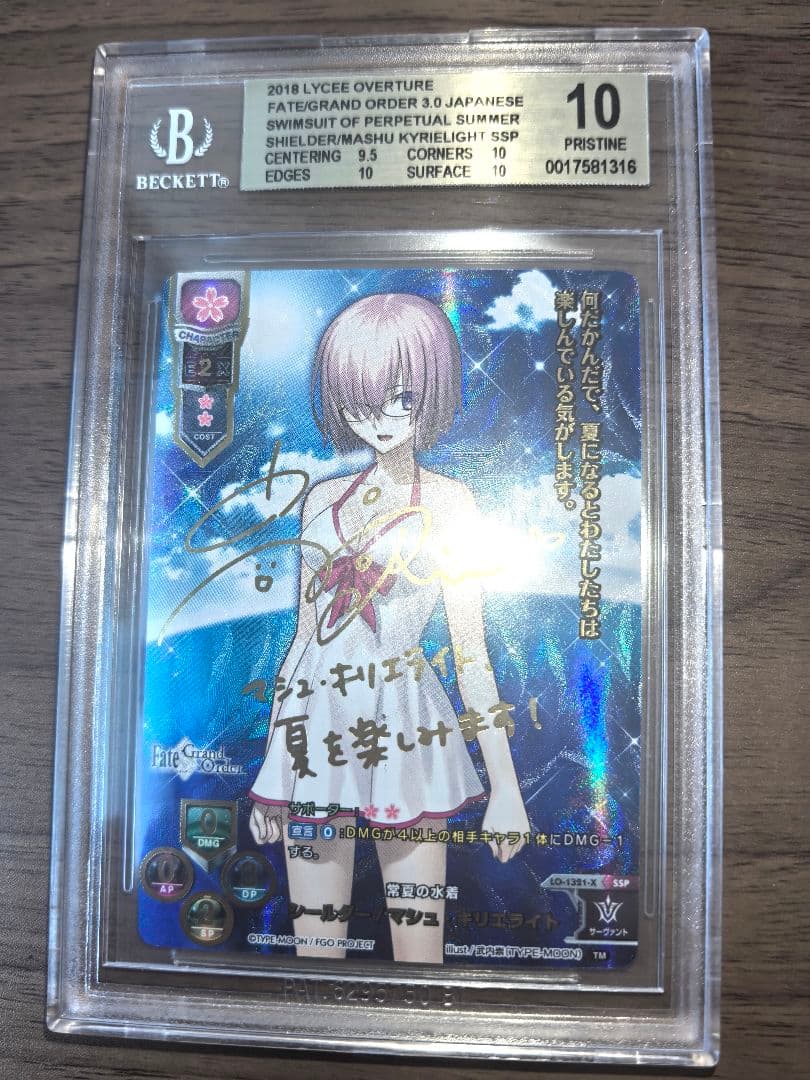 2018 LYCEE OVERTURE
FATE/GRAND ORDER 3.0 JAPANESE
SWIMSUIT OF PERPETUAL SUMMER
SHIELDER/MASHU KYRIELIGHT SSP
CENTERING 9.5 CORNERS 10
EDGES 10 SURFACE 10
10
PRISTINE
0017581316
B
BECKETT®
CHARACTER
EX
2
COST
何だかんだで、夏になるとわたしたちは
楽しんでいる気がします。
マシュ・キリエライト!
夏を楽しみます!
Fate Grand Order
サポーター:
宣言 0:DMGが4以上の相手キャラ1体にDMG-1
する。
0
DMG
0
AP
DP
2
SP
LO-1321-X SSP
常夏の水着
シールダー/マシュ・キリエライト
サーヴァント
©TYPE-MOON / FGO PROJECT
illust / 武内崇(TYPE-MOON)
TM